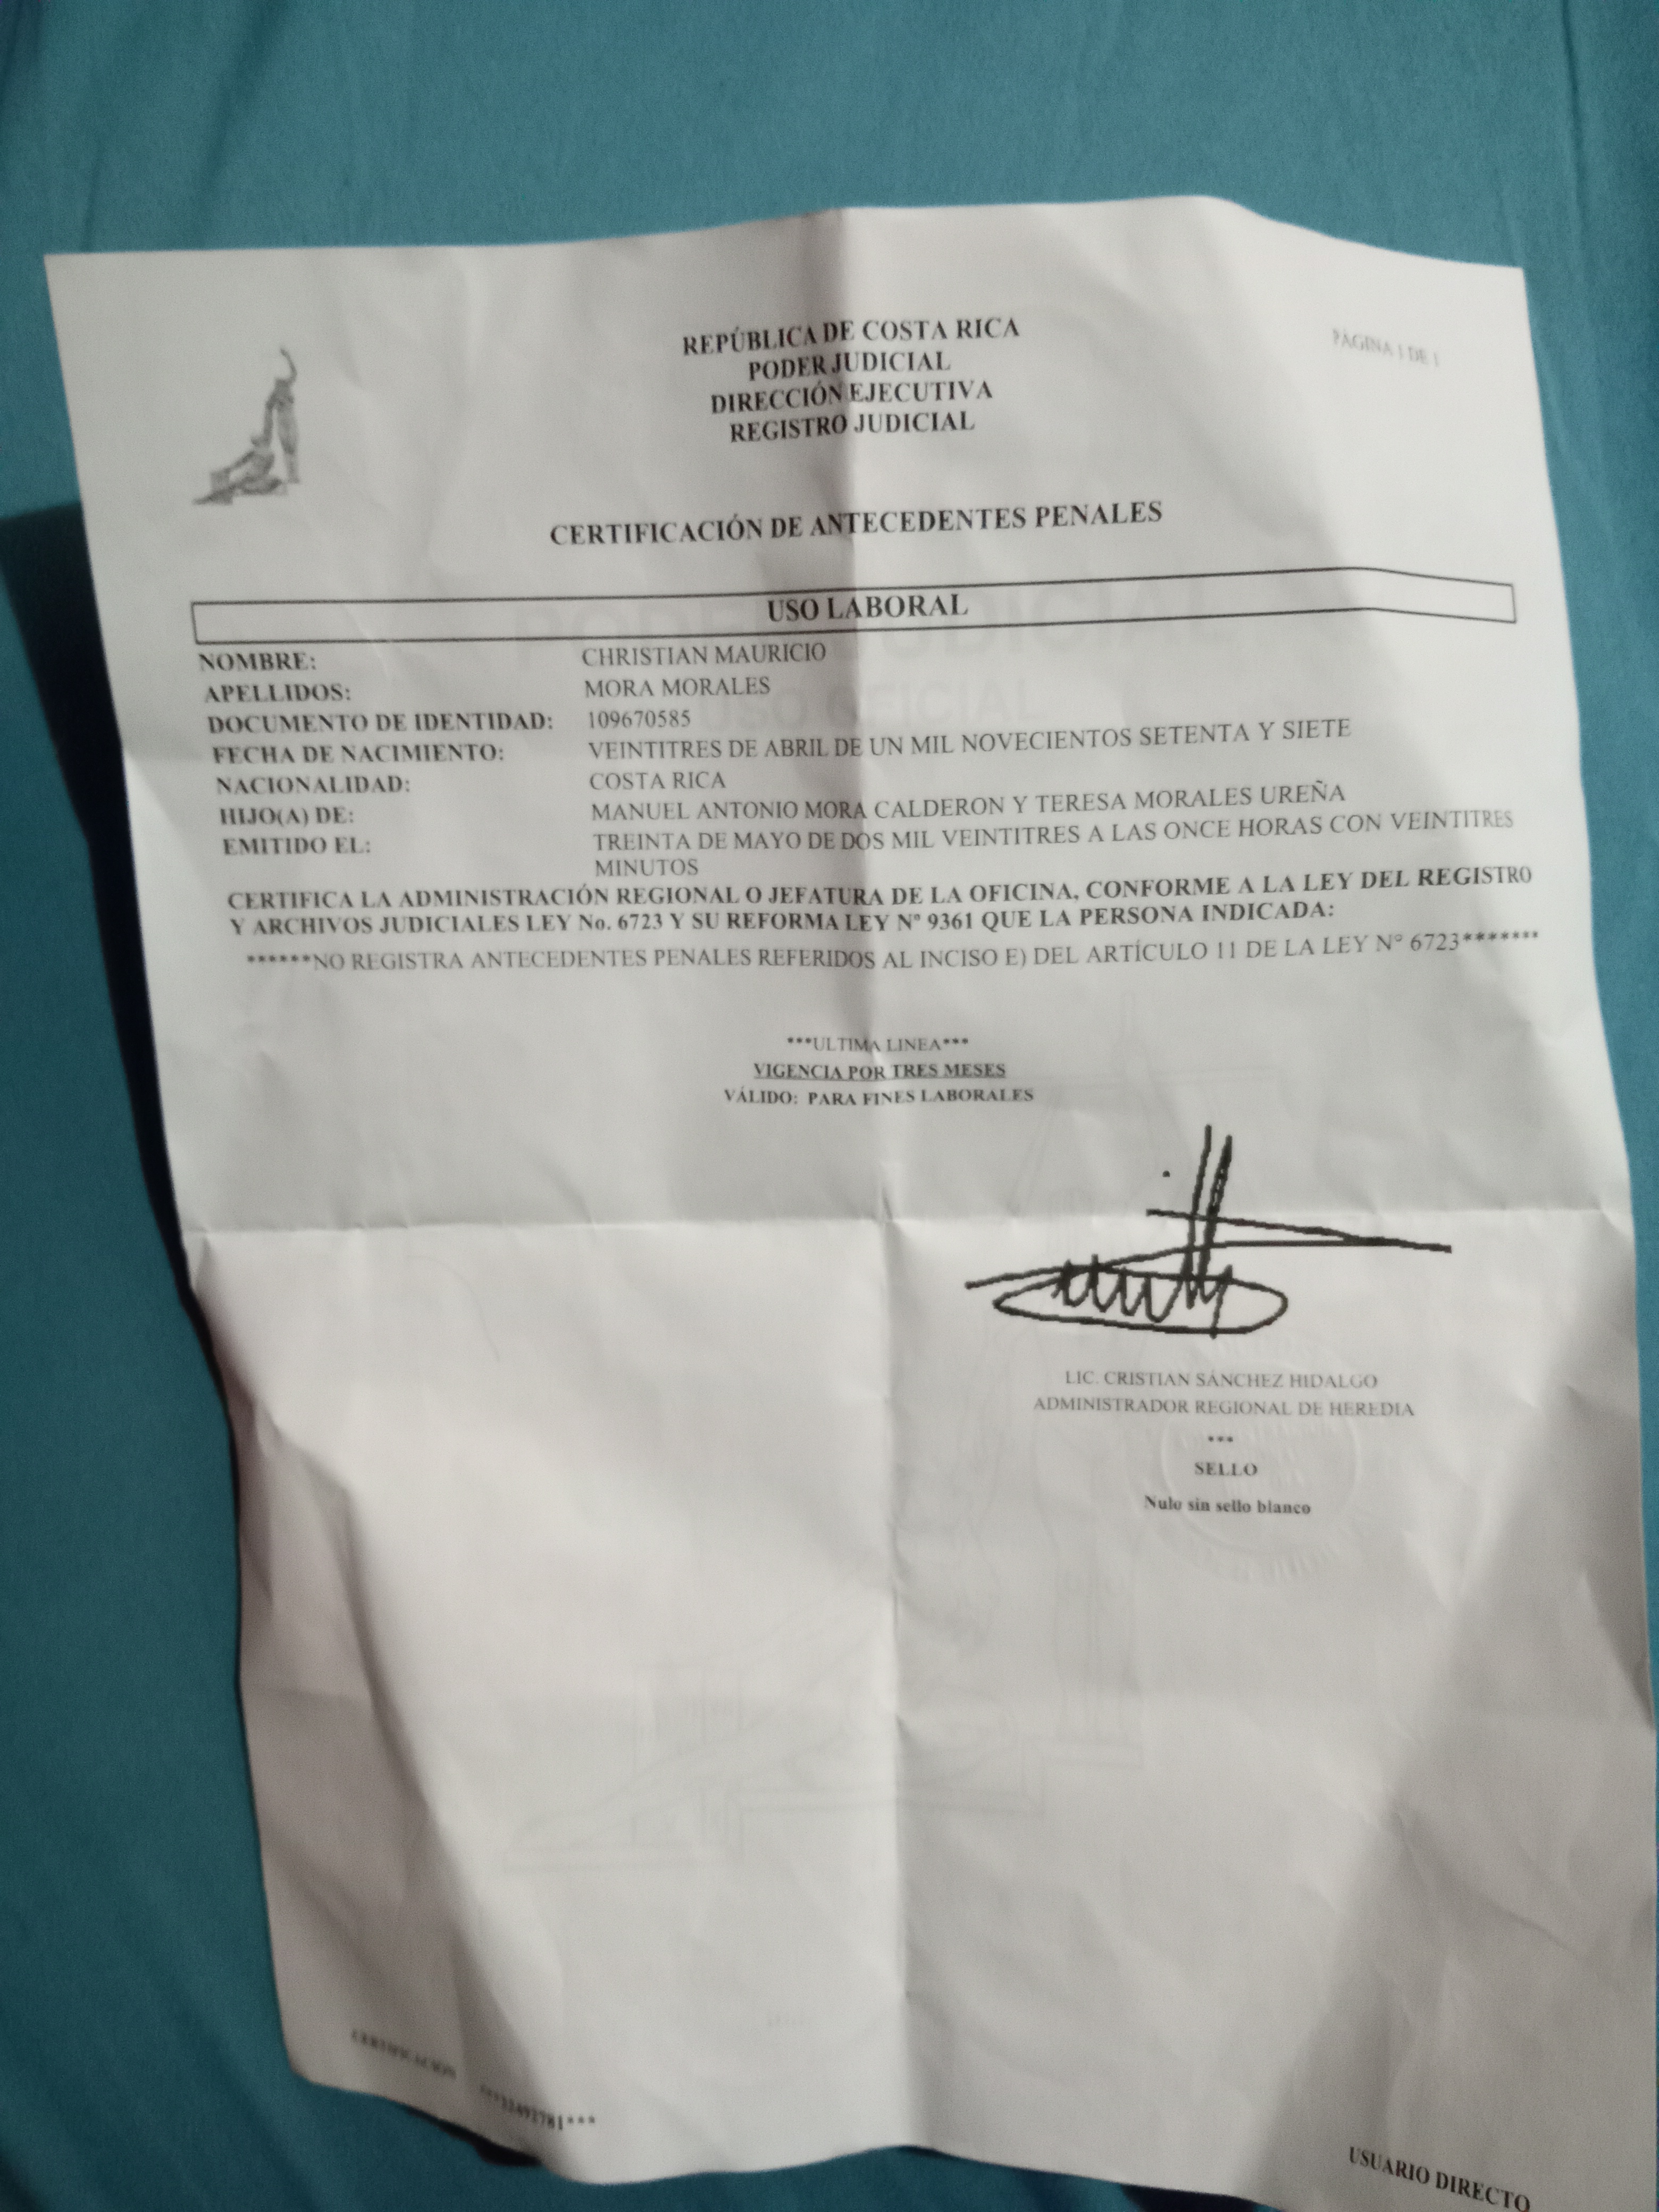 REPÚBLICA DE COSTA RICA
PODER JUDICIAL
DIRECCIÓN EJECUTIVA
REGISTRO JUDICIAL
PÁGINA 1 DE 1
CERTIFICACIÓN DE ANTECEDENTES PENALES
USO LABORAL
NOMBRE: CHRISTIAN MAURICIO
APELLIDOS: MORA MORALES
DOCUMENTO DE IDENTIDAD: 109670585
FECHA DE NACIMIENTO: VEINTITRES DE ABRIL DE UN MIL NOVECIENTOS SETENTA Y SIETE
NACIONALIDAD: COSTA RICA
HIJO(A) DE: MANUEL ANTONIO MORA CALDERON Y TERESA MORALES UREÑA
EMITIDO EL: TREINTA DE MAYO DE DOS MIL VEINTITRES A LAS ONCE HORAS CON VEINTITRES
MINUTOS
CERTIFICA LA ADMINISTRACIÓN REGIONAL O JEFATURA DE LA OFICINA, CONFORME A LA LEY DEL REGISTRO
Y ARCHIVOS JUDICIALES LEY No. 6723 Y SU REFORMA LEY Nº 9361 QUE LA PERSONA INDICADA:
******NO REGISTRA ANTECEDENTES PENALES REFERIDOS AL INCISO E) DEL ARTÍCULO 11 DE LA LEY N° 6723*******
***ULTIMA LINEA***
VIGENCIA POR TRES MESES
VÁLIDO: PARA FINES LABORALES
LIC. CRISTIAN SÁNCHEZ HIDALGO
ADMINISTRADOR REGIONAL DE HEREDIA
***
SELLO
Nulo sin sello blanco
CERTIFICACIÓN
USUARIO DIRECTO